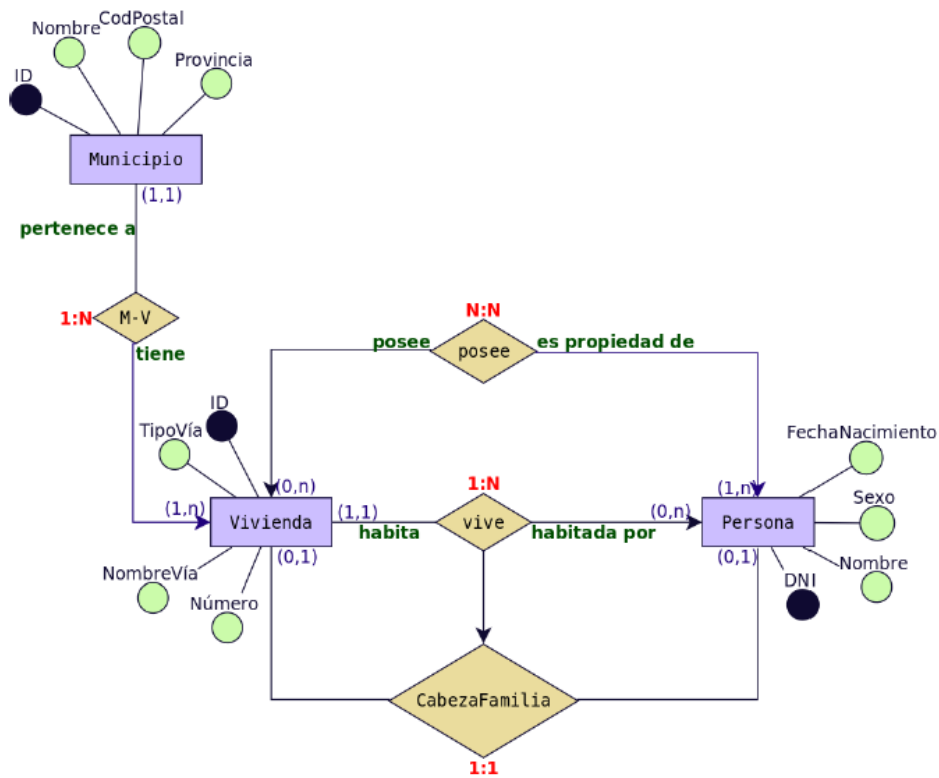 CodPostal
Nombre
Provincia
ID
Municipio
(1,1)
pertenece a
1:N
M-V
tiene
N:N
posee
posee
es propiedad de
ID
TipoVía
FechaNacimiento
(0,n)
1:N
(1,n)
Sexo
(1,n)
Vivienda
(1,1)
habita
vive
habitada por
(0,n)
Persona
(0,1)
(0,1)
NombreVía
Número
Nombre
DNI
CabezaFamilia
1:1